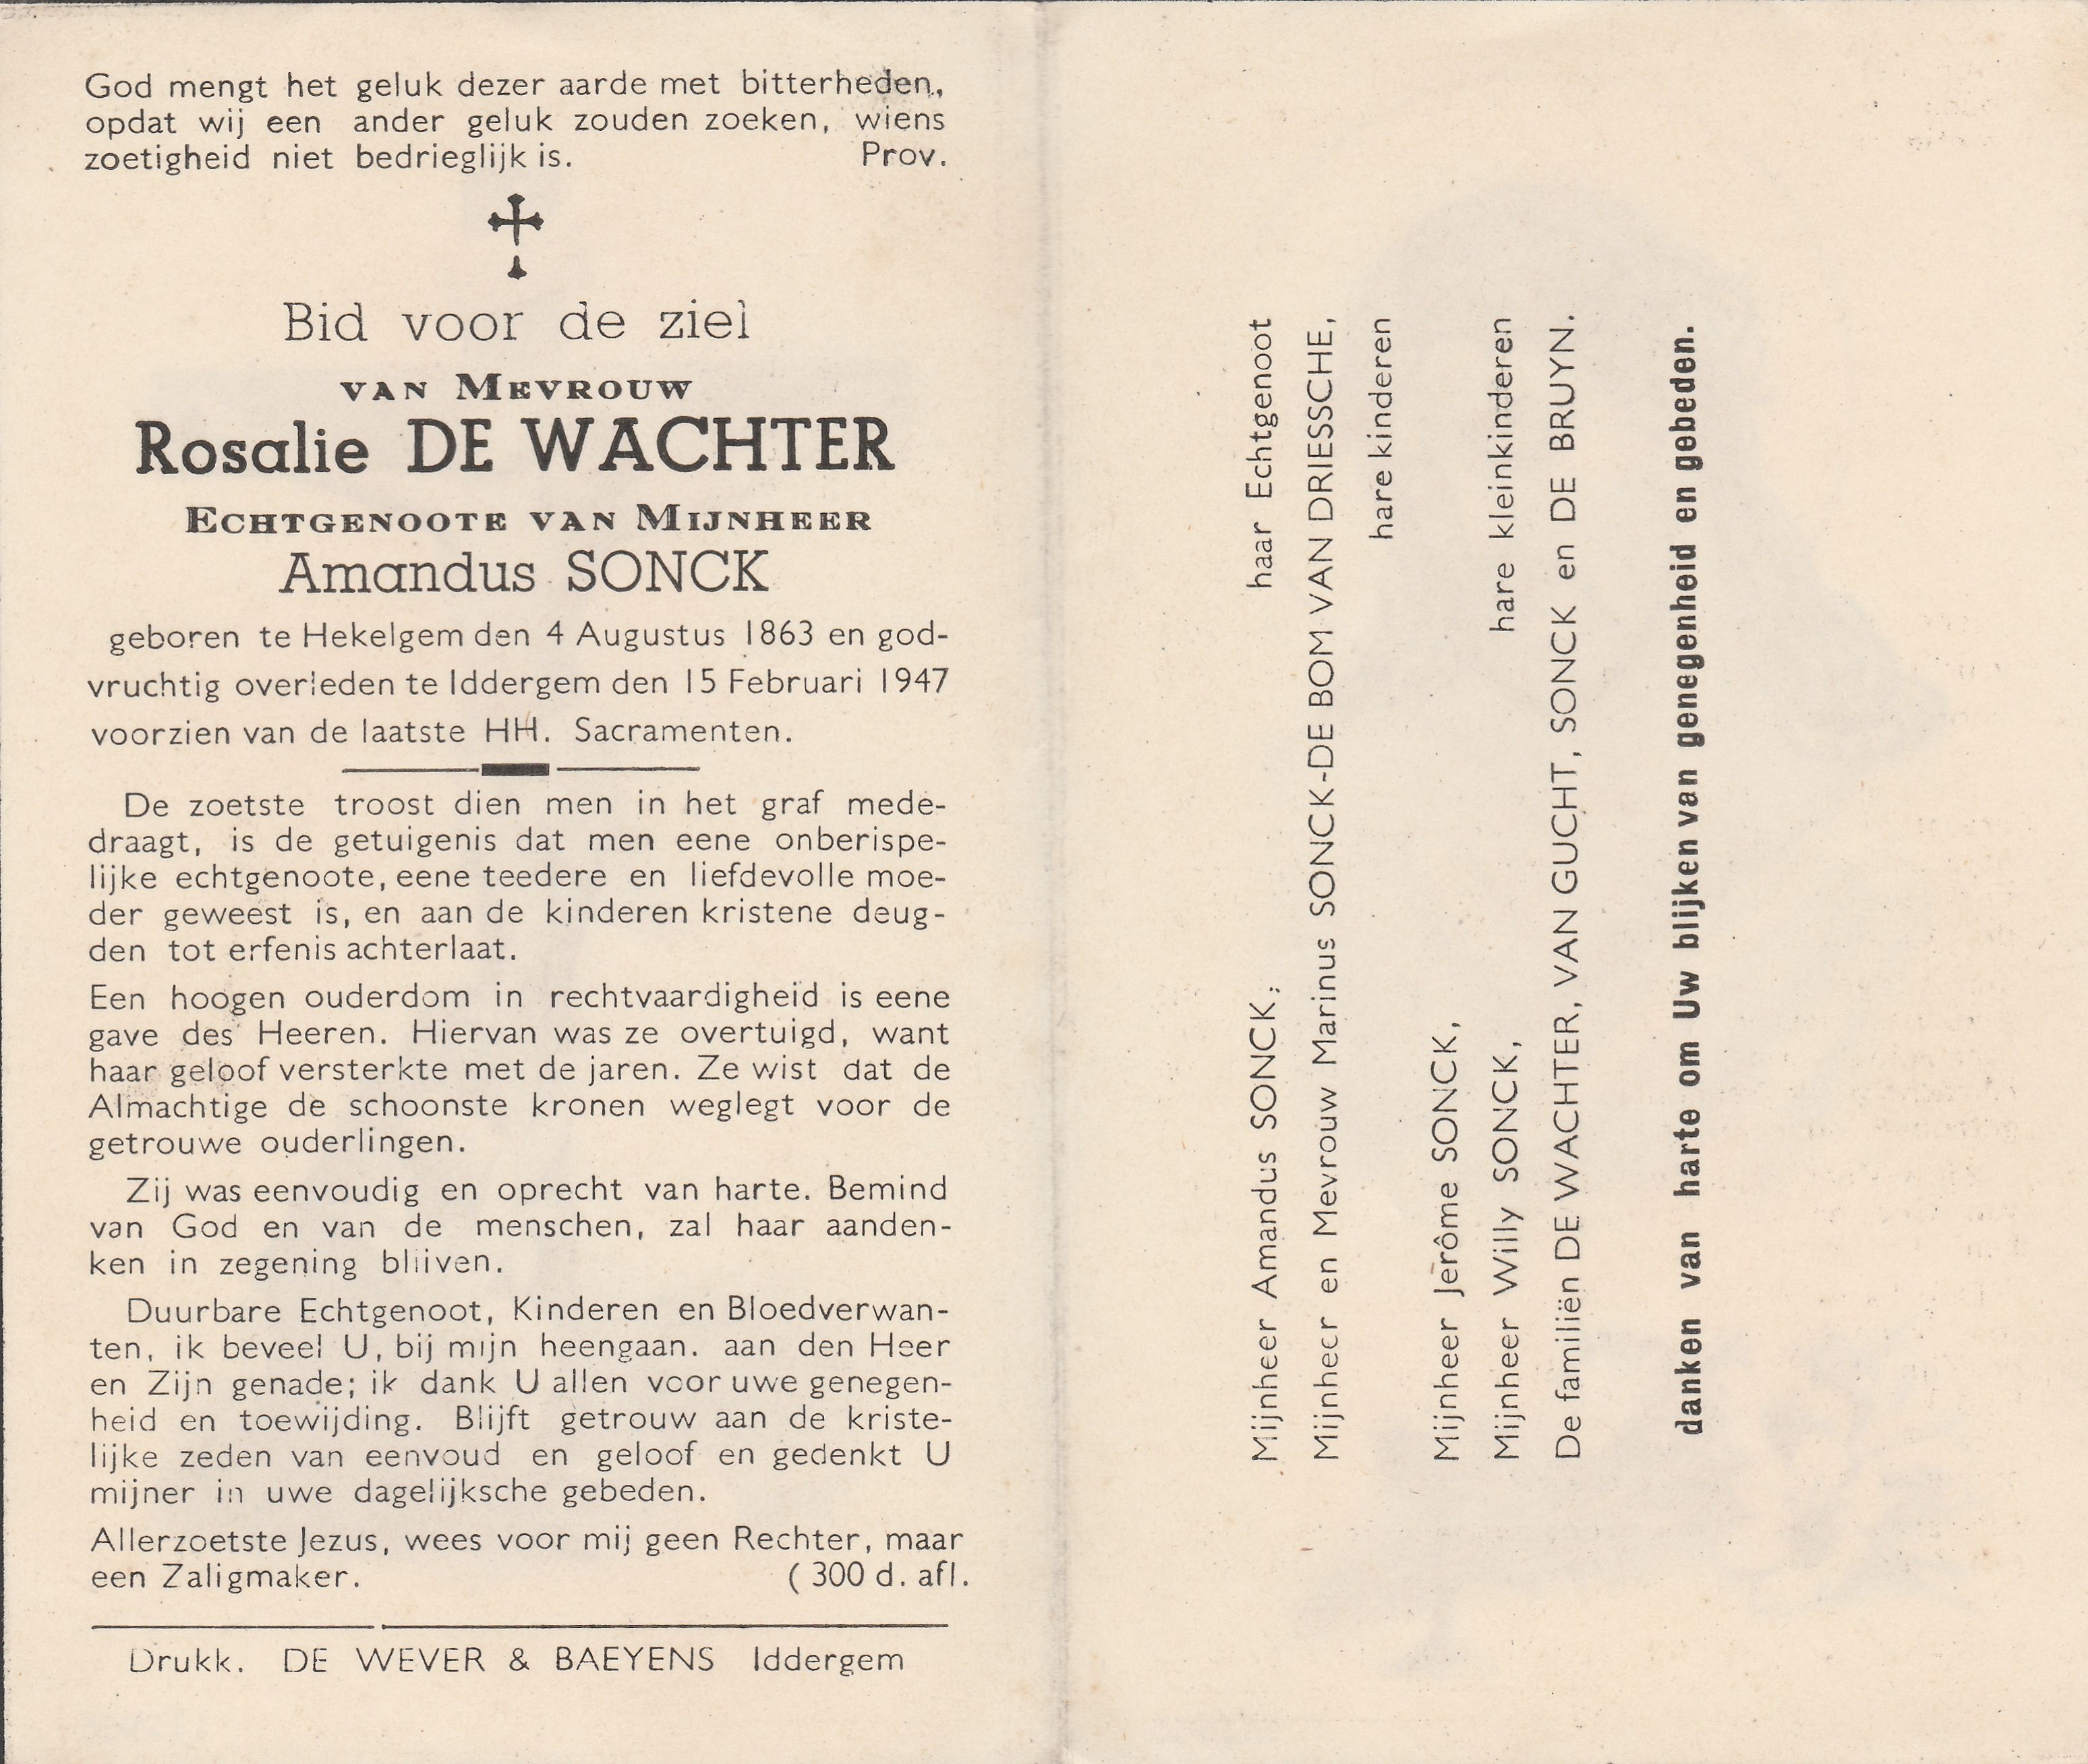 God mengt het geluk dezer aarde met bitterheden,
opdat wij een ander geluk zouden zoeken, wiens
zoetigheid niet bedrieglijk is. Prov.
Bid voor de ziel
VAN MEVROUW
Rosalie DE WACHTER
ECHTGENOOTE VAN MIJNHEER
Amandus SONCK
geboren te Hekelgem den 4 Augustus 1863 en god-
vruchtig overleden te Iddergem den 15 Februari 1947
voorzien van de laatste HH. Sacramenten.
De zoetste troost dien men in het graf mede-
draagt, is de getuigenis dat men eene onberispe-
lijke echtgenoote, eene teedere en liefdevolle moe-
der geweest is, en aan de kinderen kristene deug-
den tot erfenis achterlaat.
Een hoogen ouderdom in rechtvaardigheid is eene
gave des Heeren. Hiervan was ze overtuigd, want
haar geloof versterkte met de jaren. Ze wist dat de
Almachtige de schoonste kronen weglegt voor de
getrouwe ouderlingen.
Zij was eenvoudig en oprecht van harte. Bemind
van God en van de menschen, zal haar aanden-
ken in zegening blijven.
Duurbare Echtgenoot, Kinderen en Bloedverwan-
ten, ik beveel U, bij mijn heengaan. aan den Heer
en Zijn genade; ik dank U allen voor uwe genegen-
heid en toewijding. Blijft getrouw aan de kriste-
lijke zeden van eenvoud en geloof en gedenkt U
mijner in uwe dagelijksche gebeden.
Allerzoetste Jezus, wees voor mij geen Rechter, maar
een Zaligmaker. ( 300 d. afl.
Drukk. DE WEVER & BAEYENS Iddergem
Mijnheer Amandus SONCK; haar Echtgenoot
Mijnheer en Mevrouw Marinus SONCK-DE BOM VAN DRIESSCHE,
hare kinderen
Mijnheer Jerôme SONCK,
Mijnheer Willy SONCK, hare kleinkinderen
De familiën DE WACHTER, VAN GUCHT, SONCK en DE BRUYN.
danken van harte om Uw blijken van genegenheid en gebeden.